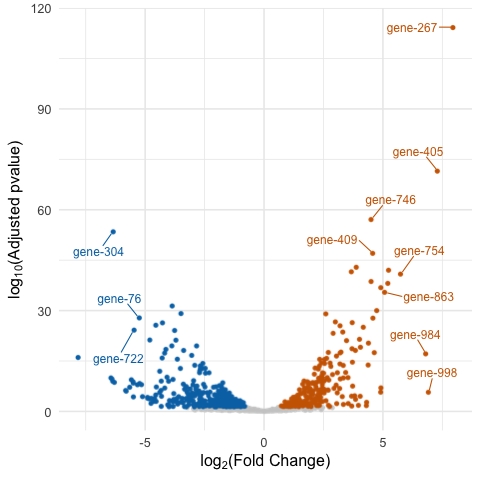 120
90
60
30
0
-5
0
5
log2(Fold Change)
log10(Adjusted pvalue)
gene-267
gene-405
gene-746
gene-409
gene-754
gene-863
gene-984
gene-998
gene-304
gene-76
gene-722